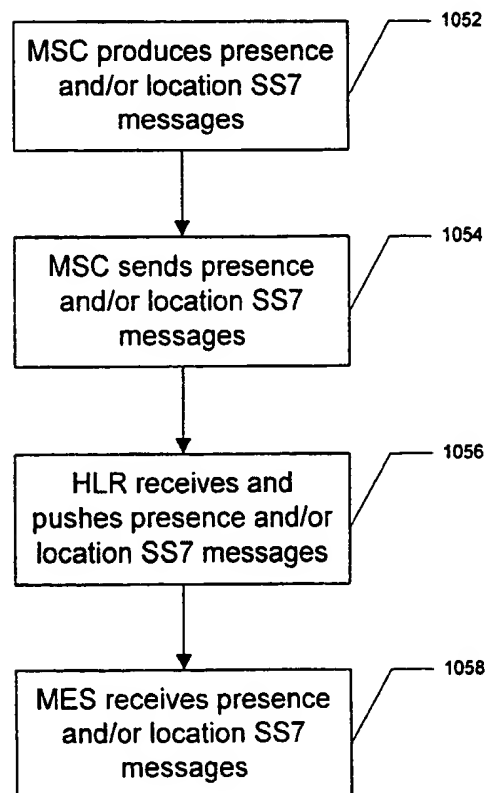 1052
MSC produces presence
and/or location SS7
messages
1054
MSC sends presence
and/or location SS7
messages
1056
HLR receives and
pushes presence and/or
location SS7 messages
1058
MES receives presence
and/or location SS7
messages